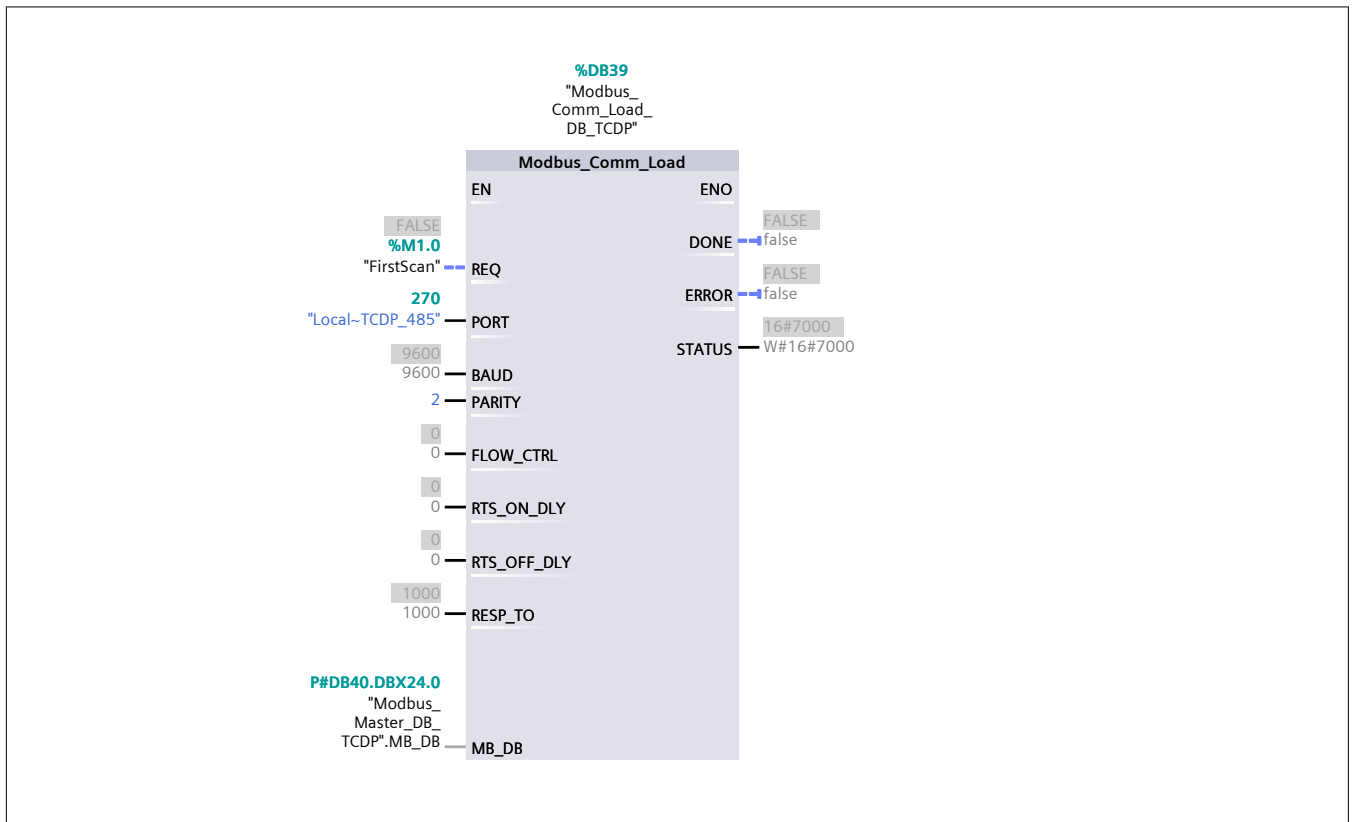 %DB39
"Modbus_
Comm_Load_
DB_TCDP"
Modbus_Comm_Load
EN
ENO
FALSE
%M1.0
"FirstScan"
REQ
FALSE
DONE
false
270
"Local~TCDP_485"
PORT
FALSE
ERROR
false
9600
9600
BAUD
16#7000
STATUS
W#16#7000
2
PARITY
0
0
FLOW_CTRL
0
0
RTS_ON_DLY
0
0
RTS_OFF_DLY
1000
1000
RESP_TO
P#DB40.DBX24.0
"Modbus_
Master_DB_
TCDP".MB_DB
MB_DB